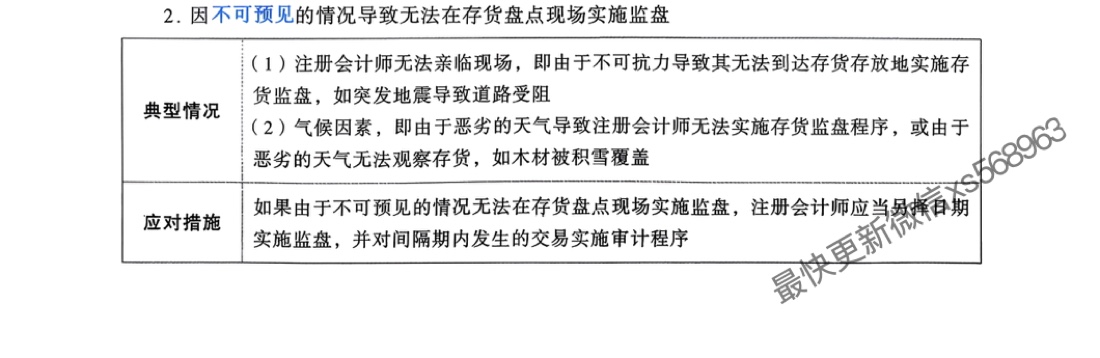 2. 因不可预见的情况导致无法在存货盘点现场实施监盘
典型情况
（1）注册会计师无法亲临现场，即由于不可抗力导致其无法到达存货存放地实施存
货监盘，如突发地震导致道路受阻
（2）气候因素，即由于恶劣的天气导致注册会计师无法实施存货监盘程序，或由于
恶劣的天气无法观察存货，如木材被积雪覆盖
应对措施
如果由于不可预见的情况无法在存货盘点现场实施监盘，注册会计师应当另择日期
实施监盘，并对间隔期内发生的交易实施审计程序
最快更新微信xs568963